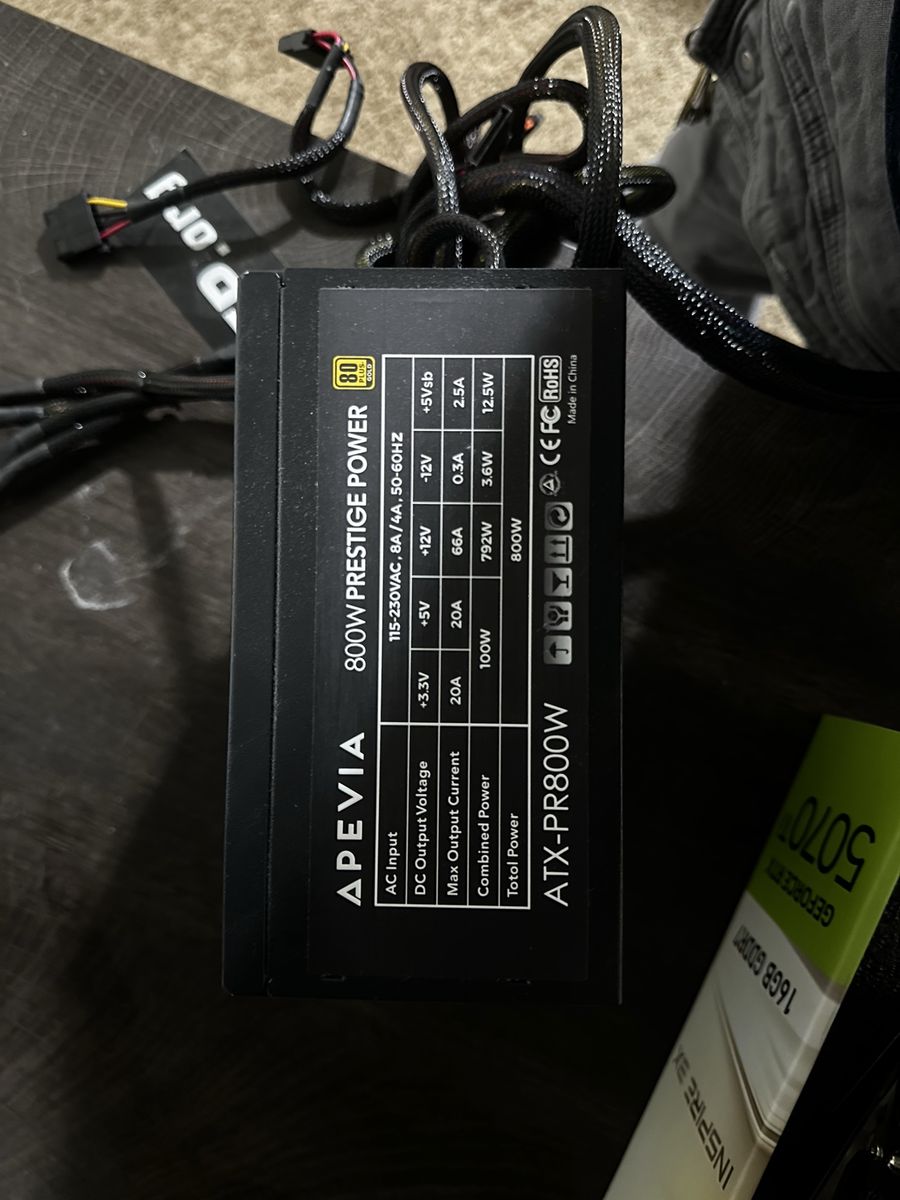 APEVIA 800W PRESTIGE POWER 80 PLUS GOLD
AC Input 115-230VAC , 8A / 4A , 50-60HZ
DC Output Voltage +3.3V +5V +12V -12V +5Vsb
Max Output Current 20A 20A 66A 0.3A 2.5A
Combined Power 100W 792W 3.6W 12.5W
Total Power 800W
ATX-PR800W CE FC RoHS
Made in China
GEFORCE RTX
5070 Ti
16GB GDDR7
INSPIRE 3X